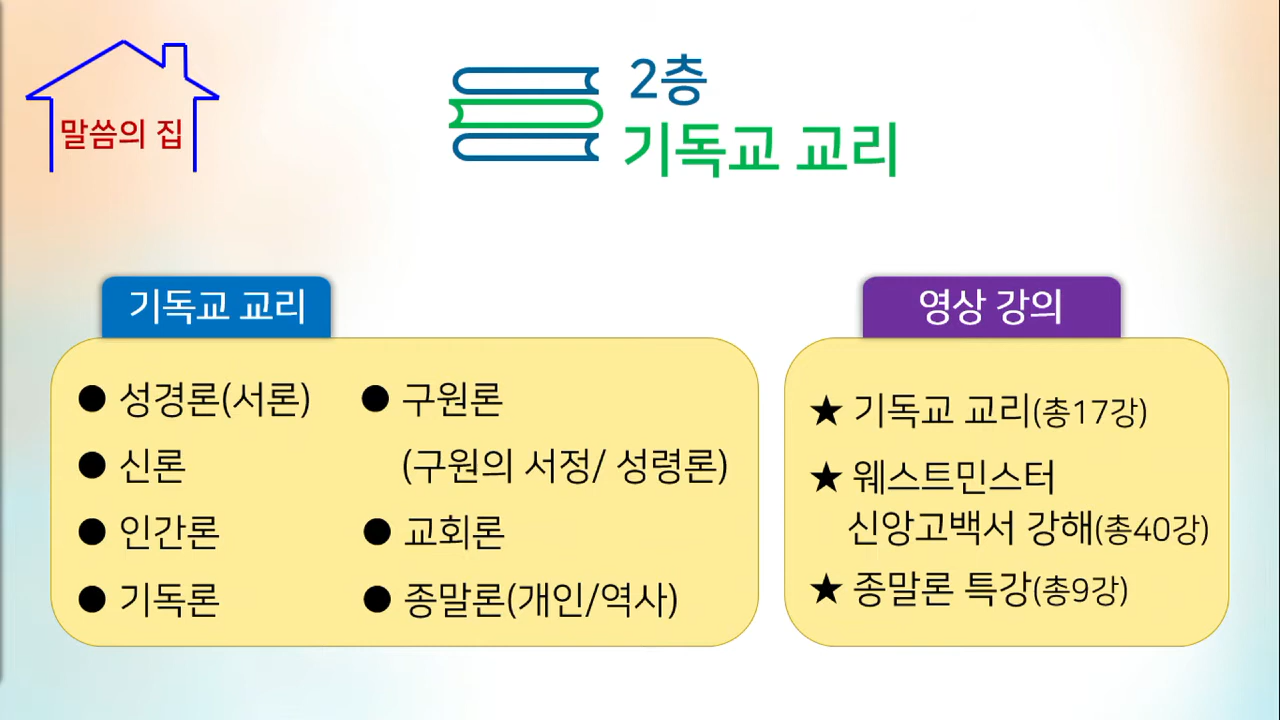 말씀의 집
2층
기독교 교리
기독교 교리
● 성경론(서론)
● 신론
● 인간론
● 기독론
● 구원론
(구원의 서정/ 성령론)
● 교회론
● 종말론(개인/역사)
영상 강의
★ 기독교 교리(총17강)
★ 웨스트민스터
신앙고백서 강해(총40강)
★ 종말론 특강(총9강)